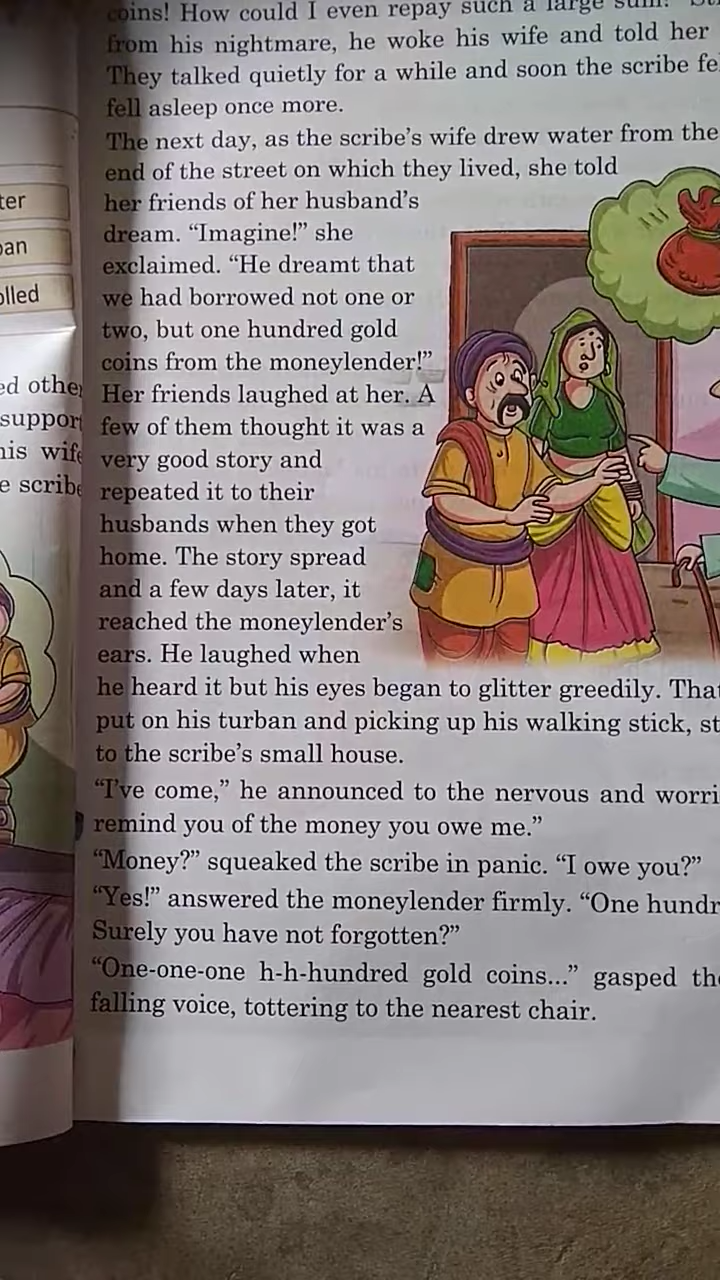 ter
ban
olled
ed other
support
his wife
e scribe
coins! How could I even repay such a large sum!
from his nightmare, he woke his wife and told her
They talked quietly for a while and soon the scribe fe
fell asleep once more.
The next day, as the scribe's wife drew water from the
end of the street on which they lived, she told
her friends of her husband's
dream. “Imagine!” she
exclaimed. “He dreamt that
we had borrowed not one or
two, but one hundred gold
coins from the moneylender!”
Her friends laughed at her. A
few of them thought it was a
very good story and
repeated it to their
husbands when they got
home. The story spread
and a few days later, it
reached the moneylender's
ears. He laughed when
he heard it but his eyes began to glitter greedily. That
put on his turban and picking up his walking stick, st
to the scribe's small house.
“I've come,” he announced to the nervous and worri
remind you of the money you owe me.”
“Money?” squeaked the scribe in panic. “I owe you?”
“Yes!” answered the moneylender firmly. “One hundr
Surely you have not forgotten?”
“One-one-one h-h-hundred gold coins...” gasped the
falling voice, tottering to the nearest chair.